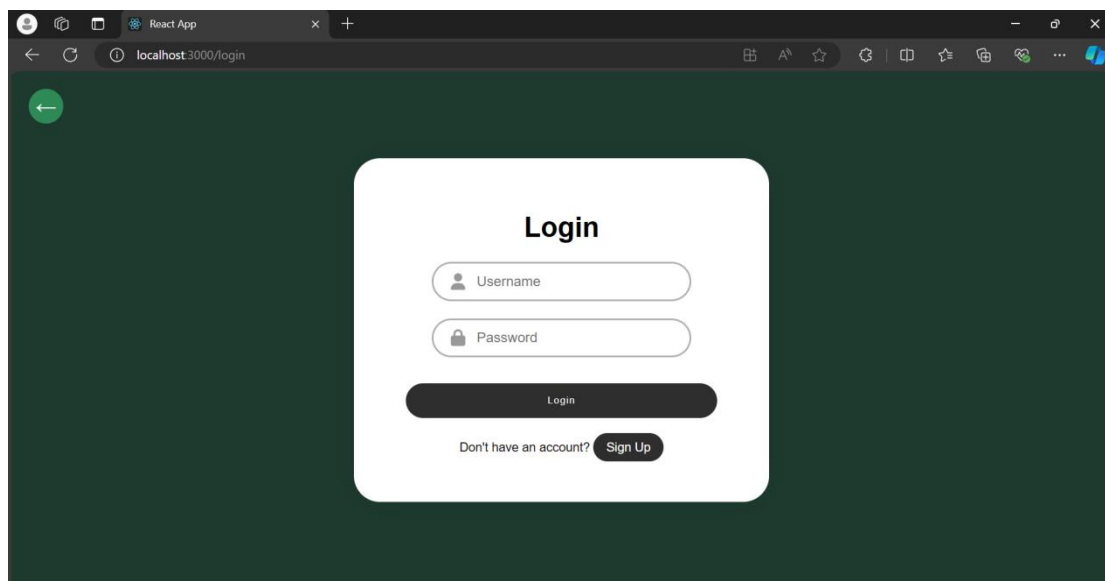 React App
localhost:3000/login
Login
Username
Password
Login
Don't have an account? Sign Up